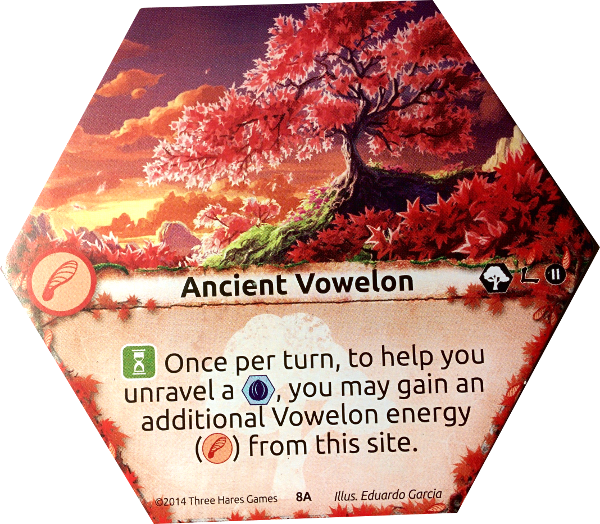 Ancient Vowelon
11
Once per turn, to help you
unravel a , you may gain an
additional Vowelon energy
() from this site.
©2014 Three Hares Games 8A Illus. Eduardo Garcia